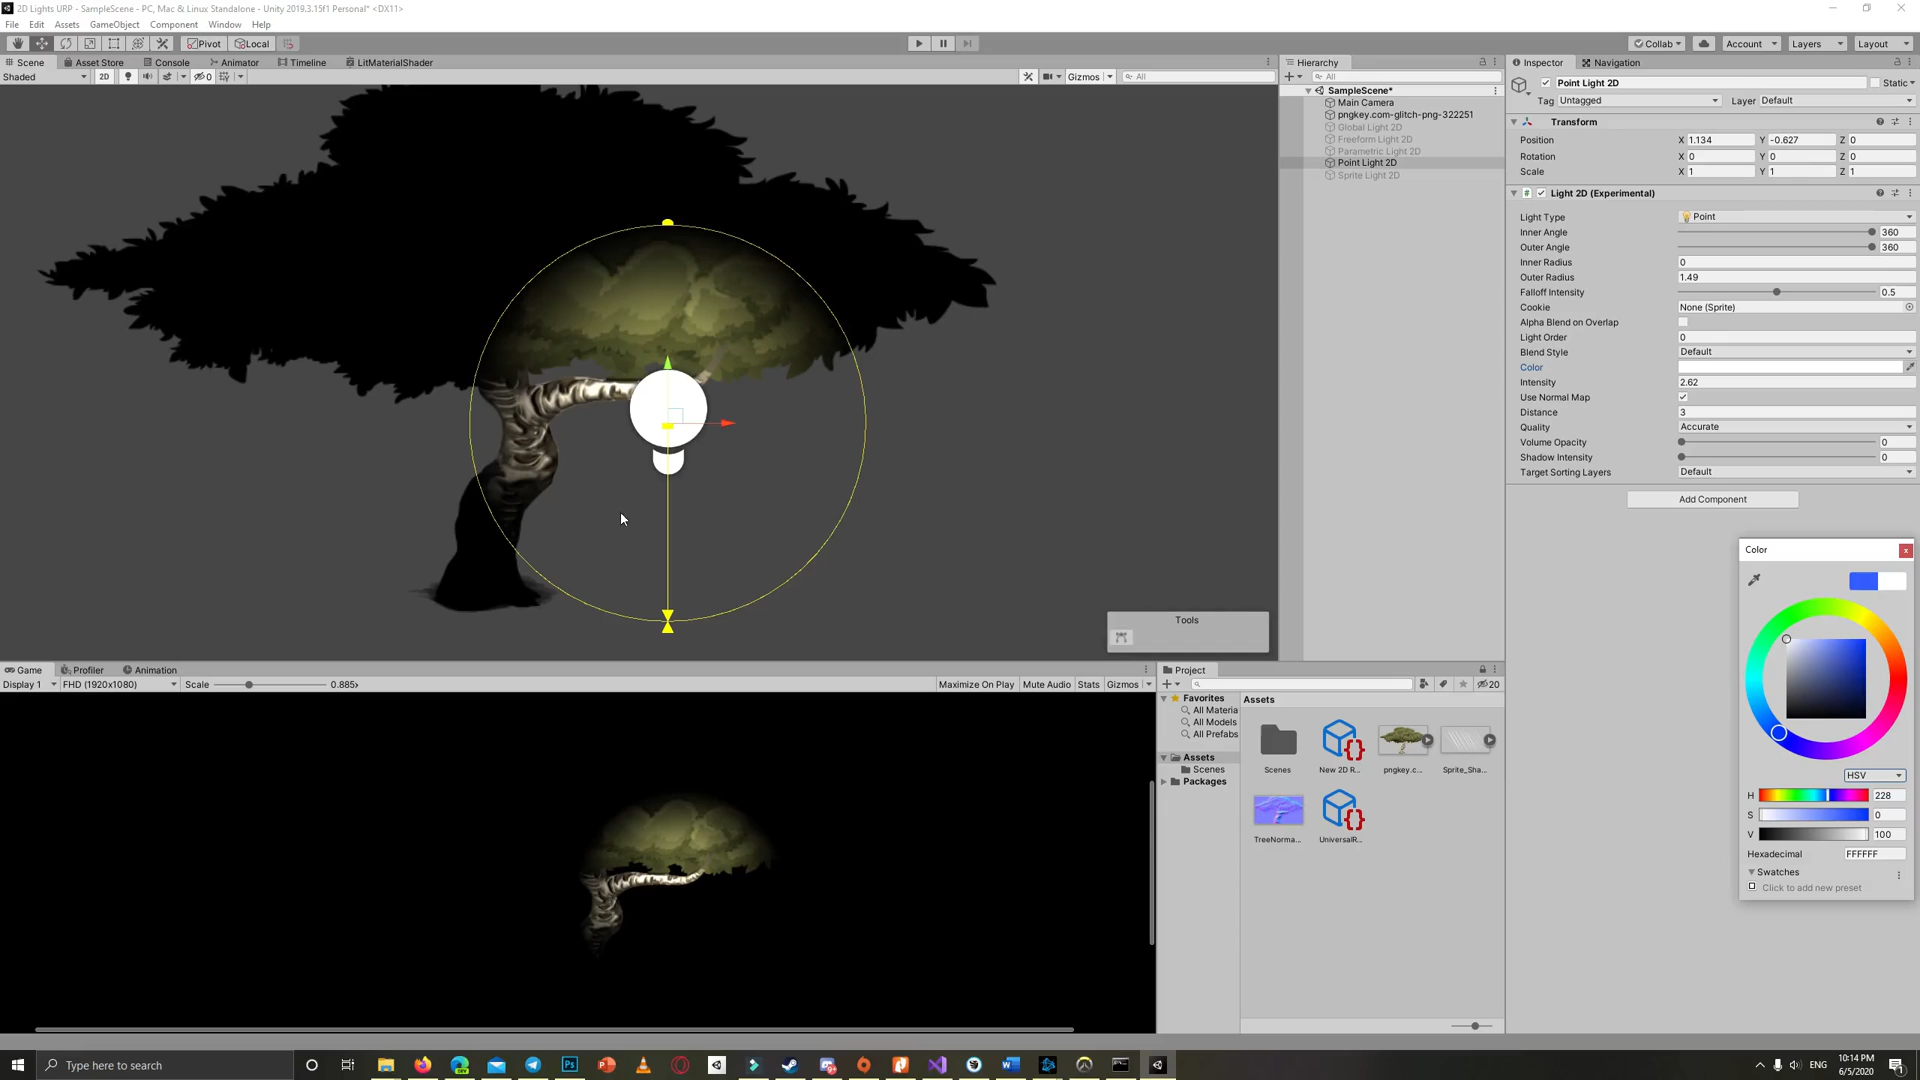 2D Lights URP - SampleScene - PC, Mac & Linux Standalone - Unity 2019.3.15f1 Personal* <DX11>
File Edit Assets GameObject Component Window Help
Pivot Local Collab Account Layers Layout
Scene Asset Store Console Animator Timeline LitMaterialShader
Shaded 2D 0 Gizmos All
Hierarchy
All
SampleScene*
Main Camera
pngkey.com-glitch-png-322251
Global Light 2D
Freeform Light 2D
Parametric Light 2D
Point Light 2D
Sprite Light 2D
Inspector Navigation
Point Light 2D Static
Tag Untagged Layer Default
Transform
Position X 1.134 Y -0.627 Z 0
Rotation X 0 Y 0 Z 0
Scale X 1 Y 1 Z 1
Light 2D (Experimental)
Light Type Point
Inner Angle 360
Outer Angle 360
Inner Radius 0
Outer Radius 1.49
Falloff Intensity 0.5
Cookie None (Sprite)
Alpha Blend on Overlap
Light Order 0
Blend Style Default
Color
Intensity 2.62
Use Normal Map
Distance 3
Quality Accurate
Volume Opacity 0
Shadow Intensity 0
Target Sorting Layers Default
Add Component
Color x
HSV
H 228
S 0
V 100
Hexadecimal FFFFFF
Swatches
Click to add new preset
Tools
Game Profiler Animation
Display 1 FHD (1920x1080) Scale 0.885x Maximize On Play Mute Audio Stats Gizmos
Project
20
Favorites
All Materia
All Models
All Prefabs
Assets
Scenes
Packages
Assets
Scenes New 2D R... pngkey.c... Sprite_Sha...
TreeNorma... UniversalR...
Type here to search
ENG
10:14 PM
6/5/2020